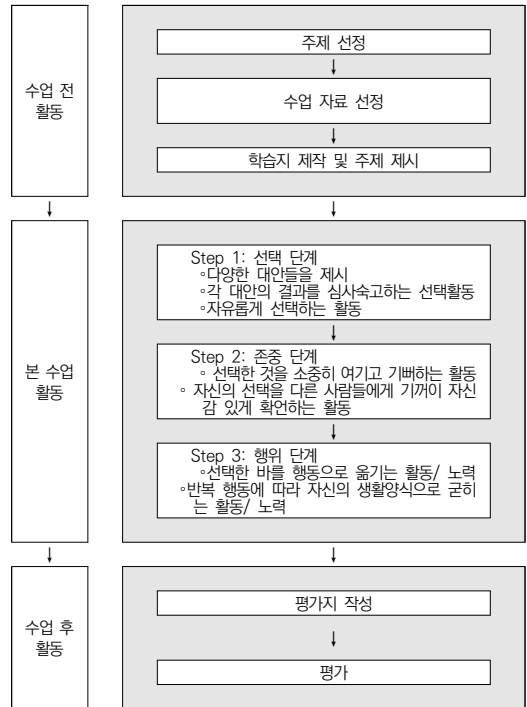 수업 전
활동
주제 선정
↓
수업 자료 선정
↓
학습지 제작 및 주제 제시
↓
↓
본 수업
활동
Step 1: 선택 단계
◦다양한 대안들을 제시
◦각 대안의 결과를 심사숙고하는 선택활동
◦자유롭게 선택하는 활동
↓
Step 2: 존중 단계
◦ 선택한 것을 소중히 여기고 기뻐하는 활동
◦ 자신의 선택을 다른 사람들에게 기꺼이 자신
감 있게 확언하는 활동
↓
Step 3: 행위 단계
◦선택한 바를 행동으로 옮기는 활동/ 노력
◦반복 행동에 따라 자신의 생활양식으로 굳히
는 활동/ 노력
↓
↓
수업 후
활동
평가지 작성
↓
평가